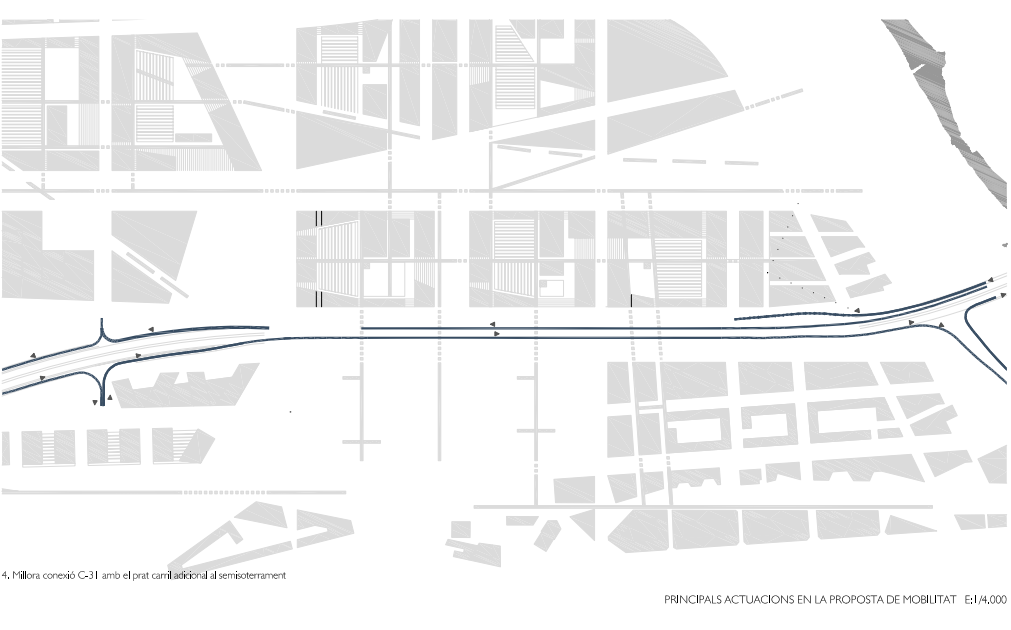 4. Millora conexió C-31 amb el prat carril adicional al semisoterrament
PRINCIPALS ACTUACIONS EN LA PROPOSTA DE MOBILITAT E:1/4.000